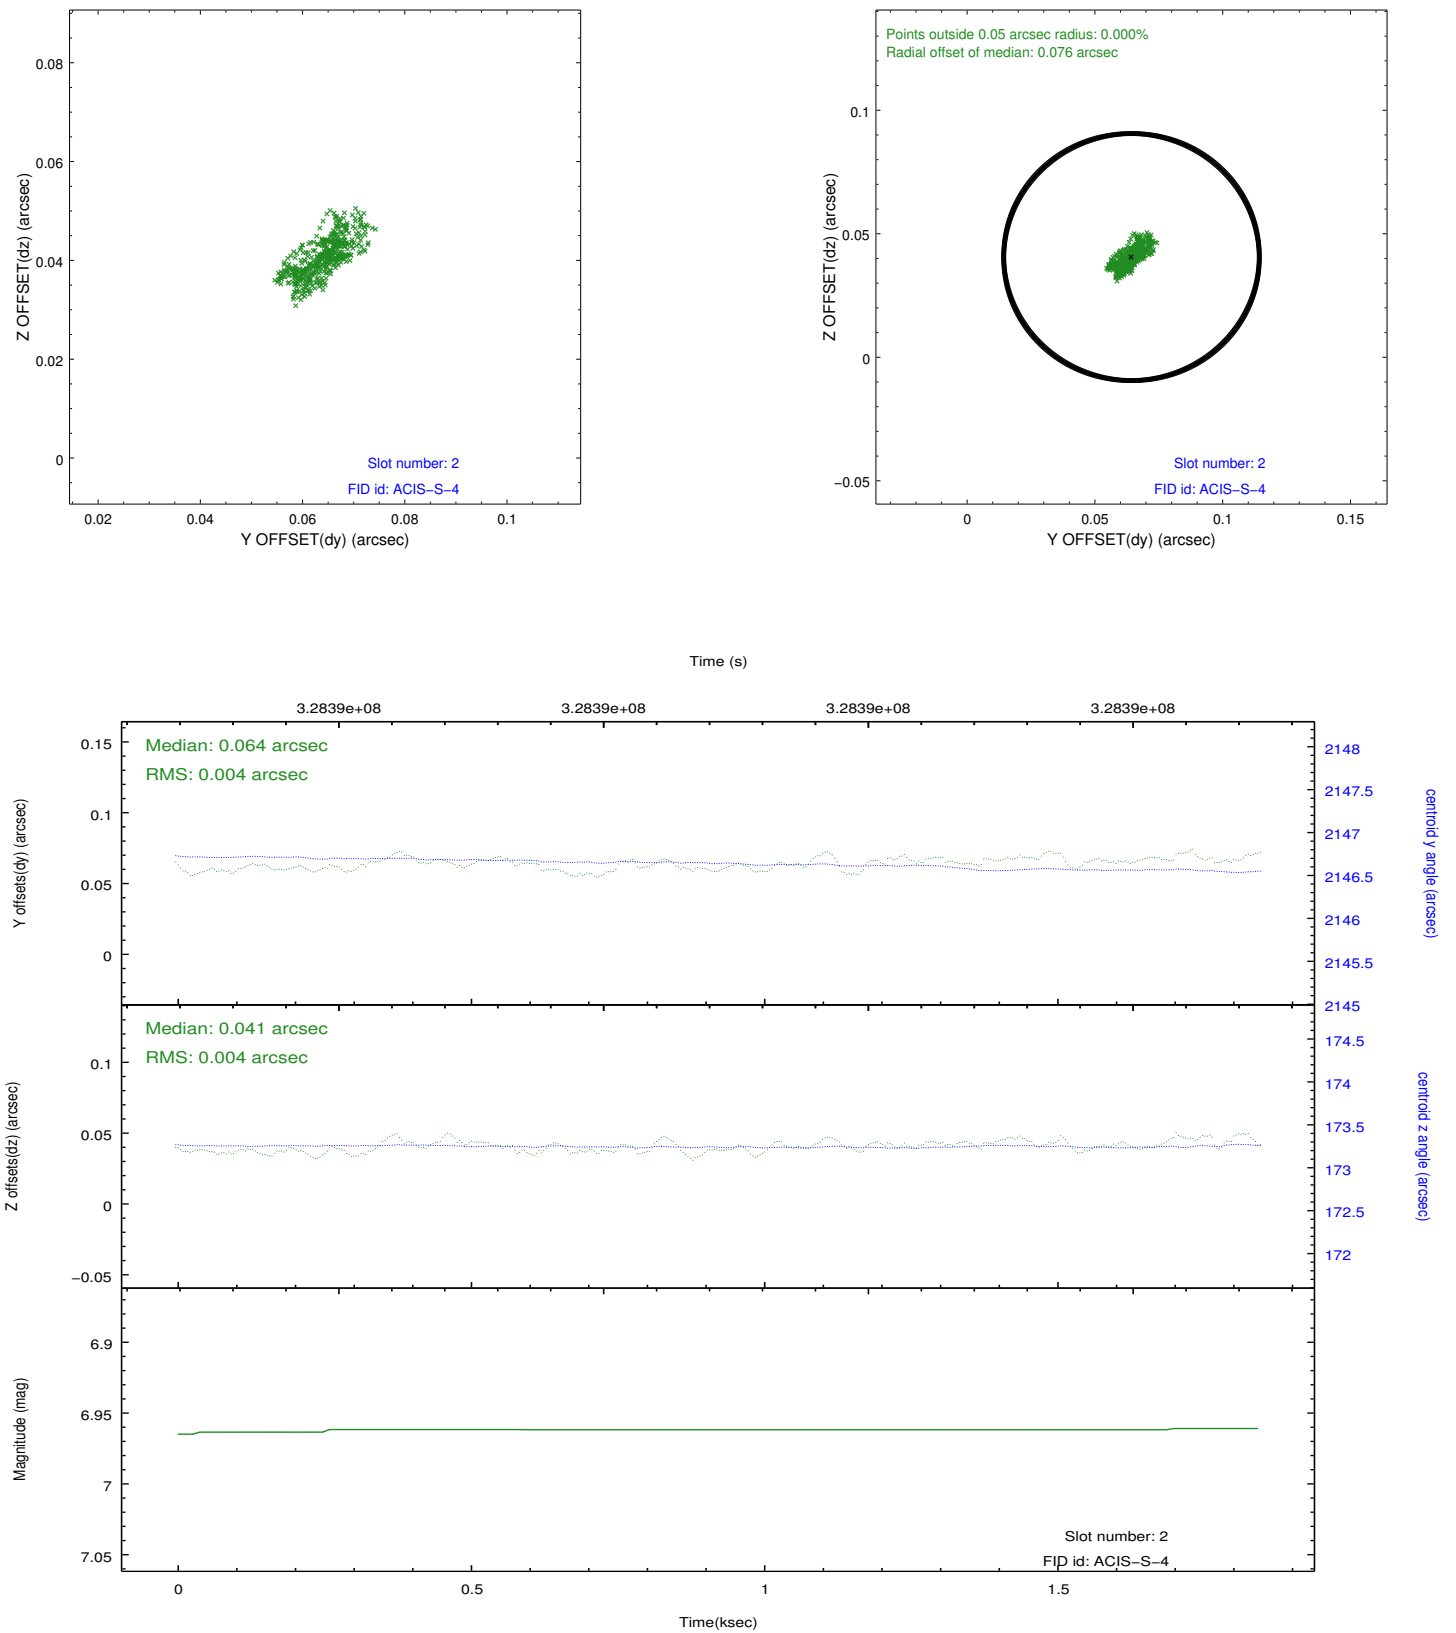 0.08
0.06
0.04
0.02
0
Z OFFSET(dz) (arcsec)
Slot number: 2
FID id: ACIS−S−4
0.02
0.04
0.06
0.08
0.1
Y OFFSET(dy) (arcsec)
Points outside 0.05 arcsec radius: 0.000%
Radial offset of median: 0.076 arcsec
0.1
0.05
0
−0.05
Z OFFSET(dz) (arcsec)
Slot number: 2
FID id: ACIS−S−4
0
0.05
0.1
0.15
Y OFFSET(dy) (arcsec)
Time (s)
3.2839e+08
3.2839e+08
3.2839e+08
3.2839e+08
Median: 0.064 arcsec
RMS: 0.004 arcsec
0.15
0.1
0.05
0
Y offsets(dy) (arcsec)
2148
2147.5
2147
2146.5
2146
2145.5
2145
centroid y angle (arcsec)
Median: 0.041 arcsec
RMS: 0.004 arcsec
0.1
0.05
0
−0.05
Z offsets(dz) (arcsec)
174.5
174
173.5
173
172.5
172
centroid z angle (arcsec)
6.9
6.95
7
7.05
Magnitude (mag)
Slot number: 2
FID id: ACIS−S−4
0
0.5
1
1.5
Time(ksec)